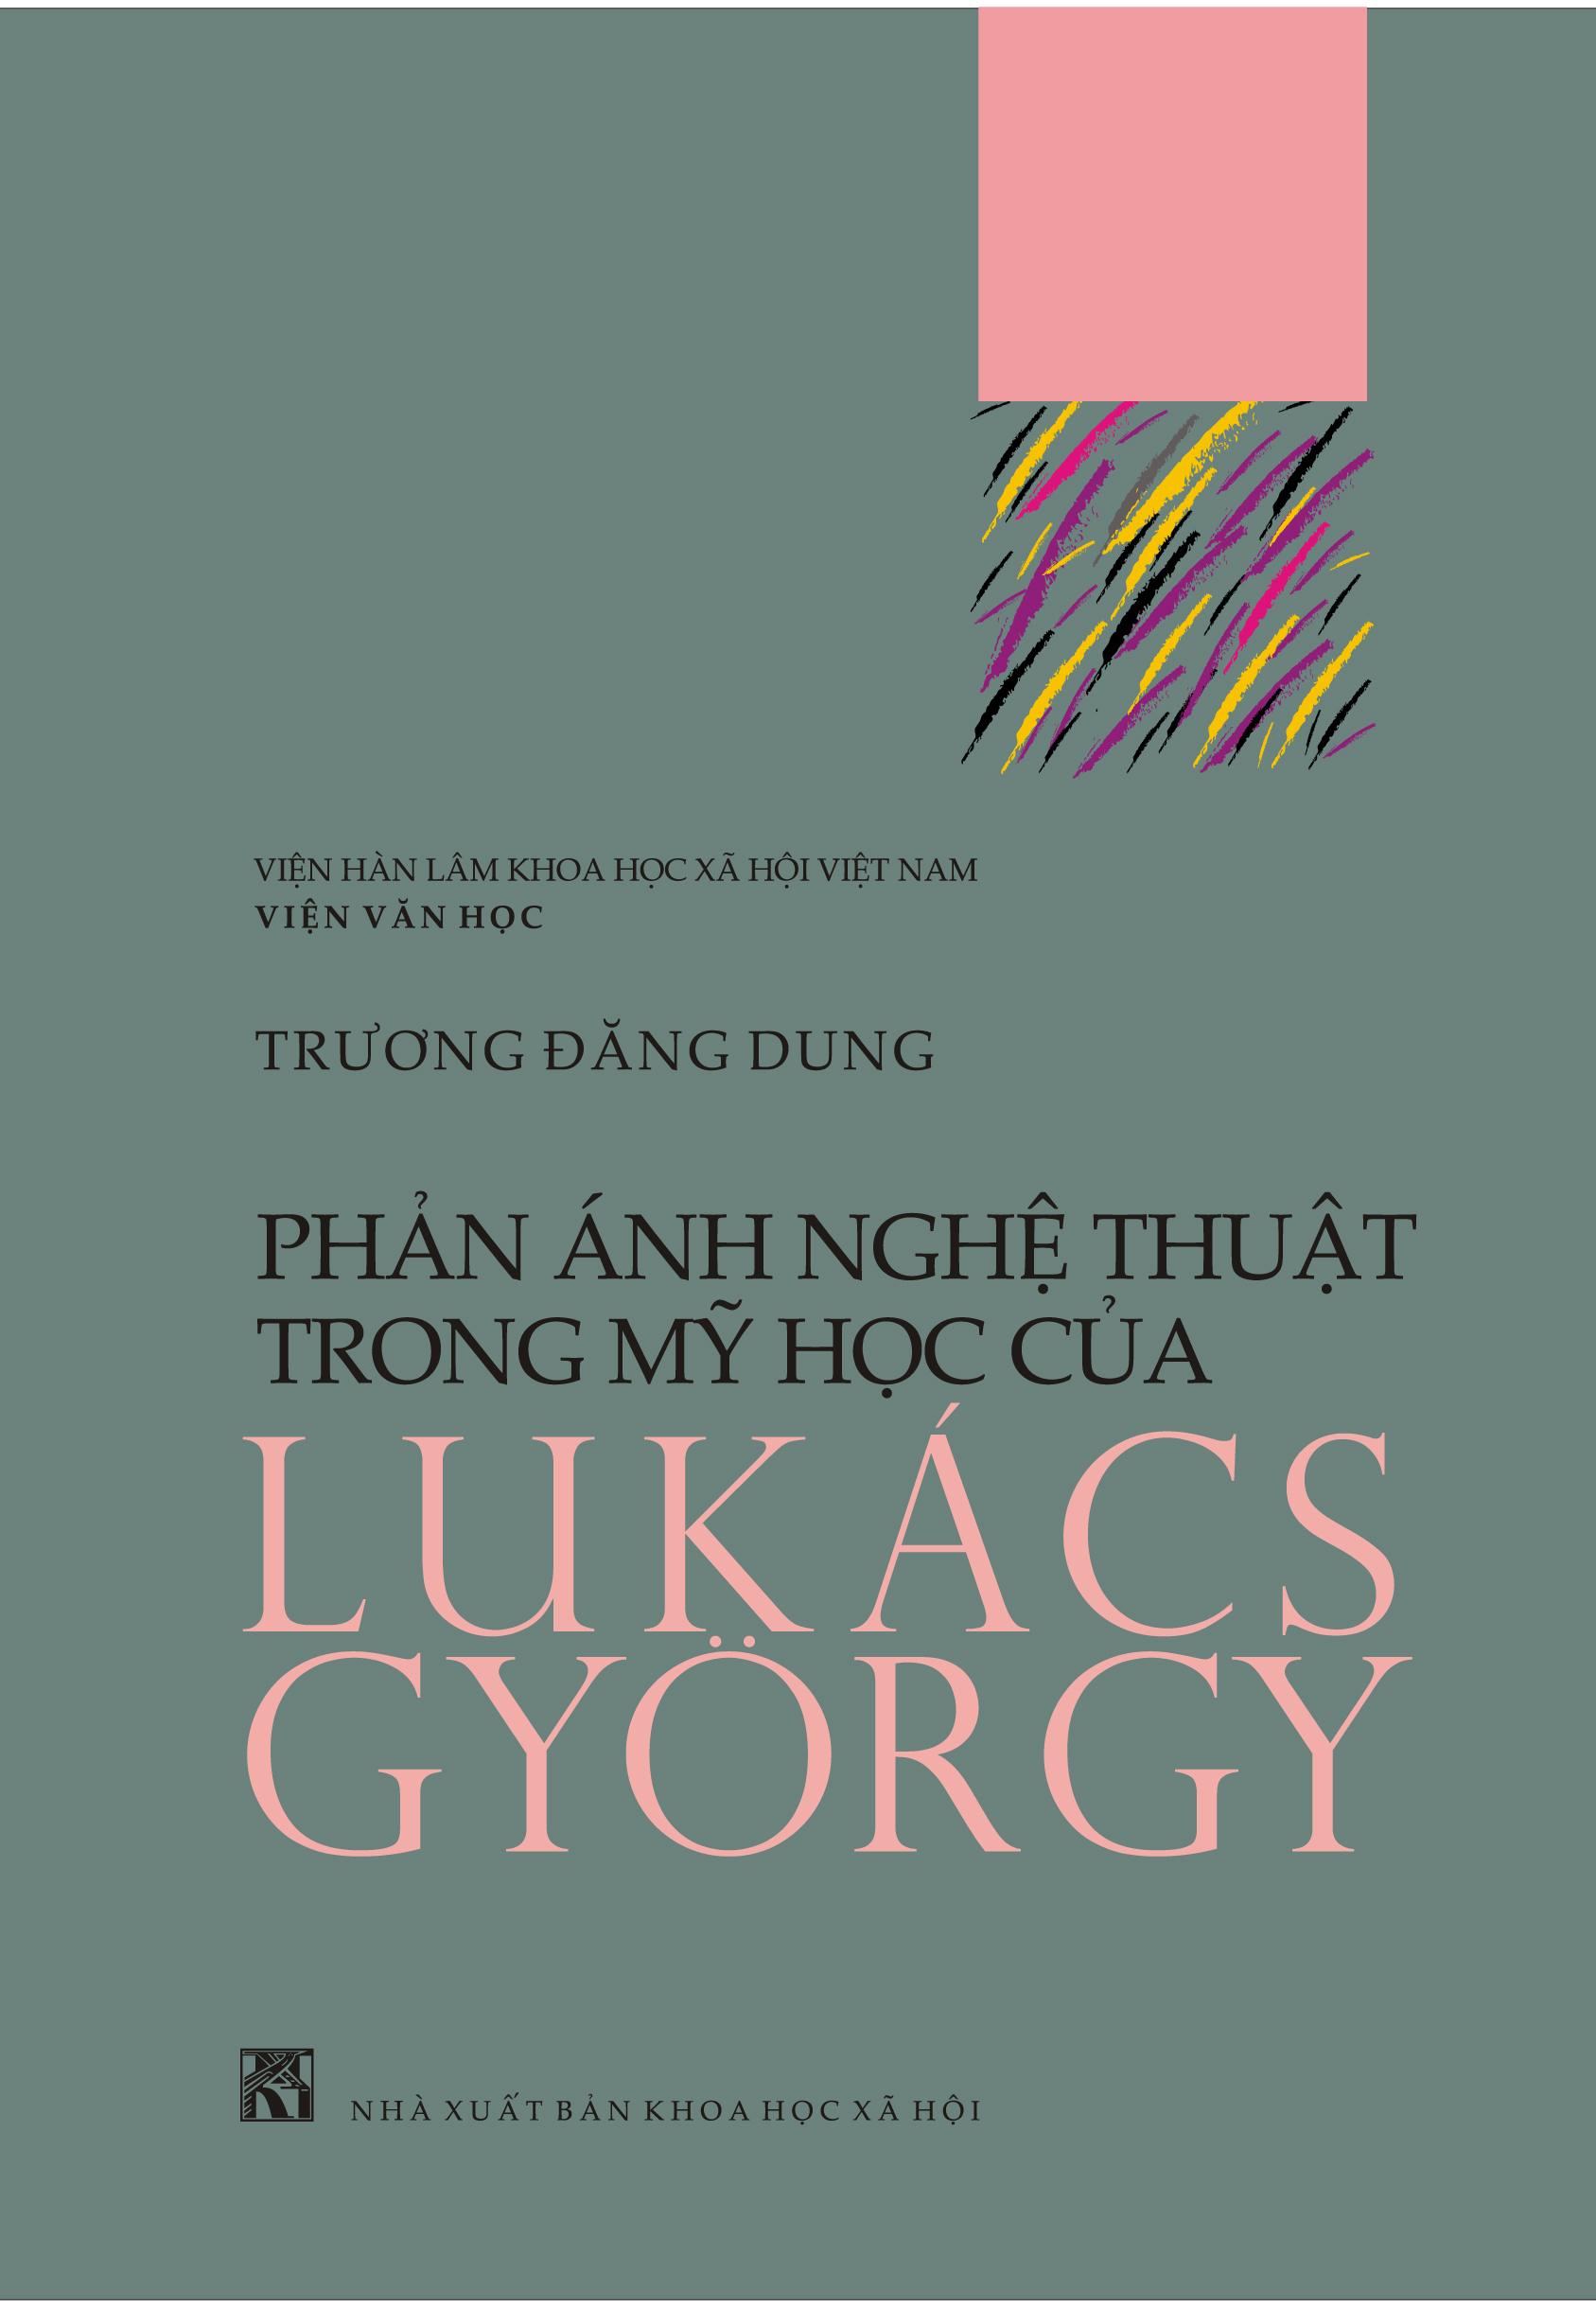 VIỆN HÀN LÂM KHOA HỌC XÃ HỘI VIỆT NAM
VIỆN VĂN HỌC
TRƯƠNG ĐĂNG DUNG
PHẢN ÁNH NGHỆ THUẬT
TRONG MỸ HỌC CỦA
LUKÁCS
GYÖRGY
NHÀ XUẤT BẢN KHOA HỌC XÃ HỘI